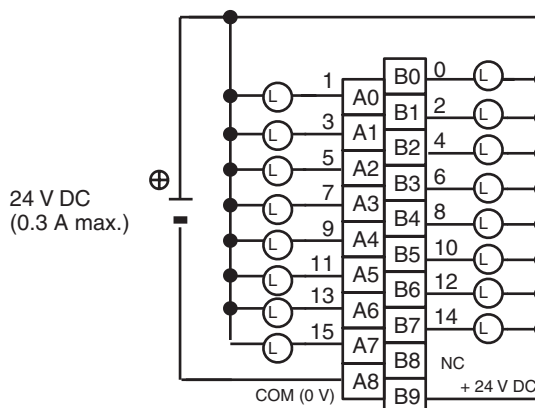 B0 0 L
1 L A0
B1 2 L
3 L A1
B2 4 L
5 L A2
B3 6 L
24 V DC
(0.3 A max.)
7 L A3
B4 8 L
9 L A4
B5 10 L
11 L A5
B6 12 L
13 L A6
B7 14 L
15 L A7
B8 NC
A8
COM (0 V)
B9 + 24 V DC